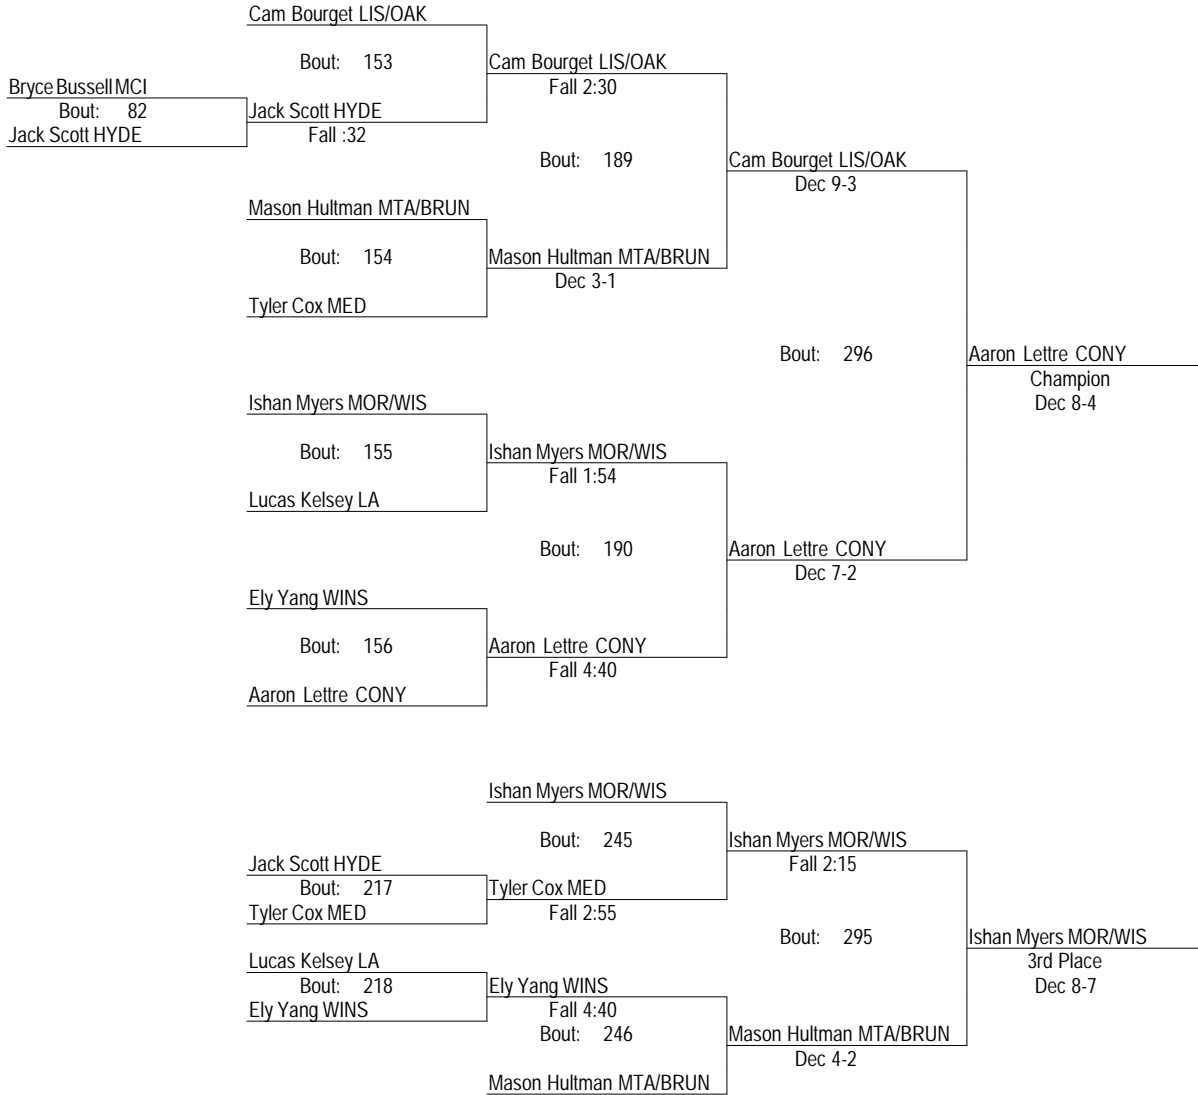 Cam Bourget LIS/OAK
Bout: 153
Cam Bourget LIS/OAK
Fall 2:30
Bryce Bussell MCI
Bout: 82
Jack Scott HYDE
Jack Scott HYDE
Fall :32
Bout: 189
Cam Bourget LIS/OAK
Dec 9-3
Mason Hultman MTA/BRUN
Bout: 154
Mason Hultman MTA/BRUN
Dec 3-1
Tyler Cox MED
Bout: 296
Aaron Lettre CONY
Champion
Dec 8-4
Ishan Myers MOR/WIS
Bout: 155
Ishan Myers MOR/WIS
Fall 1:54
Lucas Kelsey LA
Bout: 190
Aaron Lettre CONY
Dec 7-2
Ely Yang WINS
Bout: 156
Aaron Lettre CONY
Fall 4:40
Aaron Lettre CONY
Ishan Myers MOR/WIS
Bout: 245
Ishan Myers MOR/WIS
Fall 2:15
Jack Scott HYDE
Bout: 217
Tyler Cox MED
Tyler Cox MED
Fall 2:55
Bout: 295
Ishan Myers MOR/WIS
3rd Place
Dec 8-7
Lucas Kelsey LA
Bout: 218
Ely Yang WINS
Ely Yang WINS
Fall 4:40
Bout: 246
Mason Hultman MTA/BRUN
Dec 4-2
Mason Hultman MTA/BRUN